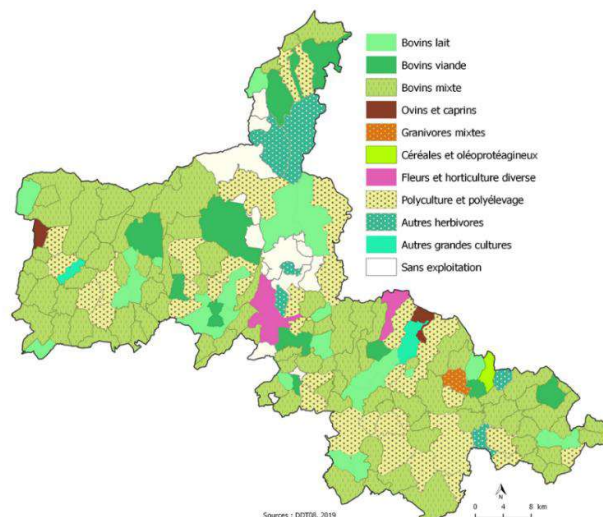 Bovins lait
Bovins viande
Bovins mixte
Ovins et caprins
Granivores mixtes
Céréales et oléoprotéagineux
Fleurs et horticulture diverse
Polyculture et polyélevage
Autres herbivores
Autres grandes cultures
Sans exploitation
N
Sources : DDT08, 2019
0 4 8 km